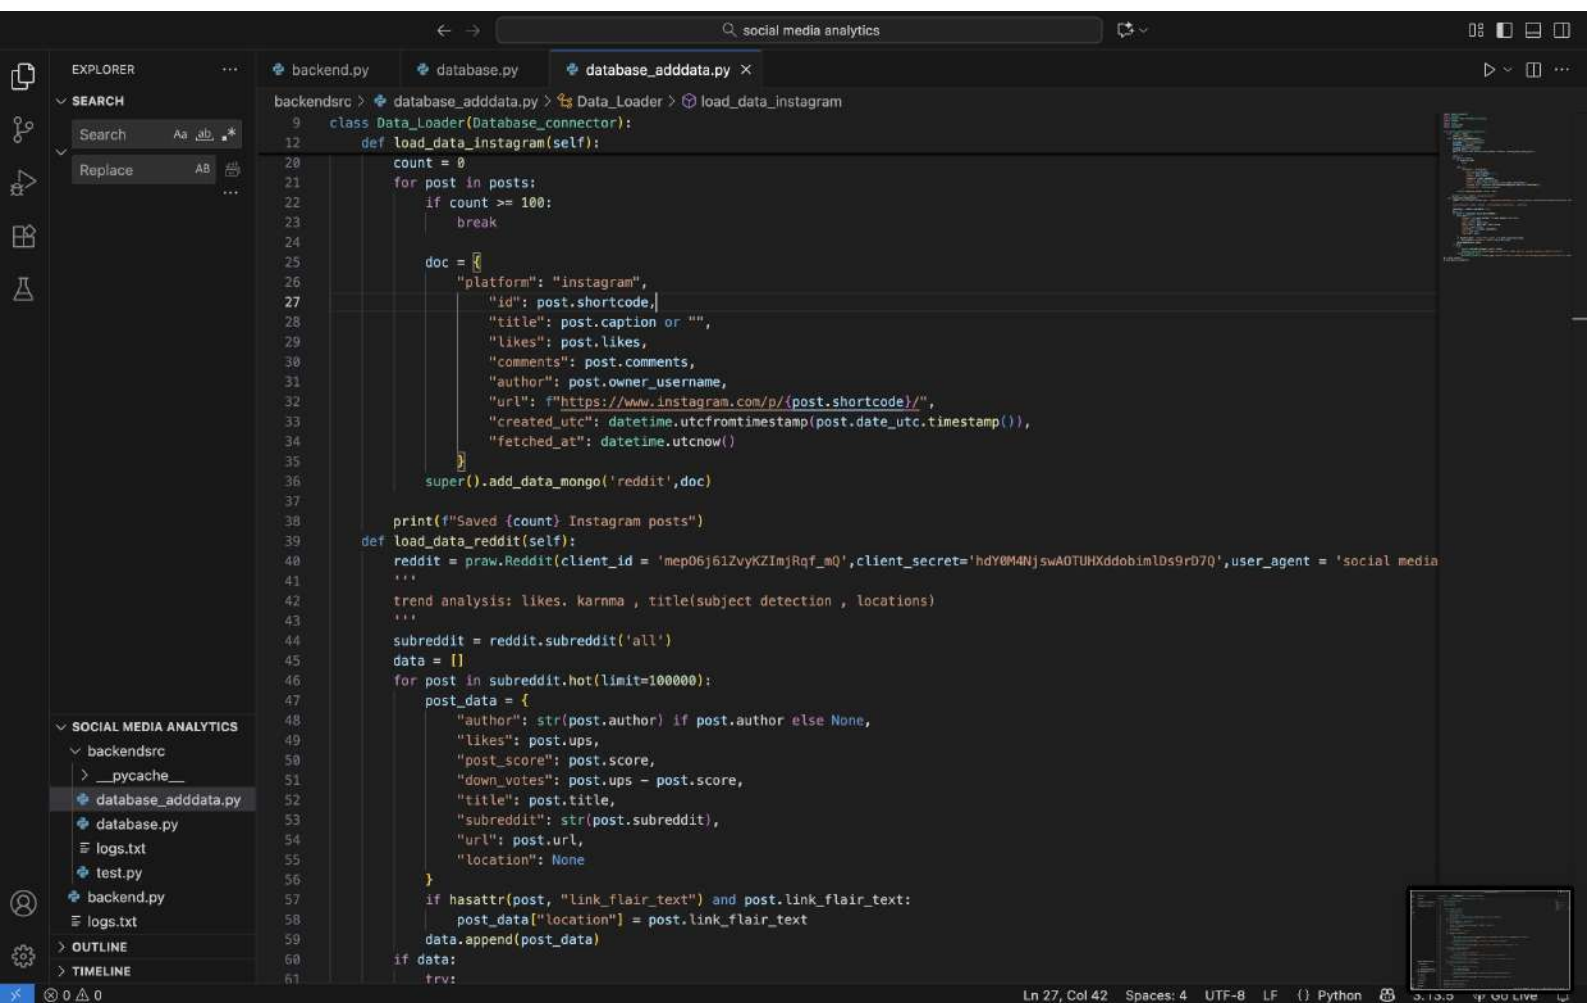 social media analytics
EXPLORER ...
SEARCH
Search Aa ab *
Replace AB
...
SOCIAL MEDIA ANALYTICS
backendsrc
__pycache__
database_adddata.py
database.py
logs.txt
test.py
backend.py
logs.txt
OUTLINE
TIMELINE
backend.py database.py database_adddata.py ×
backendsrc > database_adddata.py > Data_Loader > load_data_instagram
9 class Data_Loader(Database_connector):
12 def load_data_instagram(self):
20 count = 0
21 for post in posts:
22 if count >= 100:
23 break
24
25 doc = {
26 "platform": "instagram",
27 "id": post.shortcode,
28 "title": post.caption or "",
29 "likes": post.likes,
30 "comments": post.comments,
31 "author": post.owner_username,
32 "url": f"https://www.instagram.com/p/{post.shortcode}/",
33 "created_utc": datetime.utcfromtimestamp(post.date_utc.timestamp()),
34 "fetched_at": datetime.utcnow()
35 }
36 super().add_data_mongo('reddit',doc)
37
38 print(f"Saved {count} Instagram posts")
39 def load_data_reddit(self):
40 reddit = praw.Reddit(client_id = 'mepO6j61ZvyKZImjRqf_mQ',client_secret='hdY0M4NjswAOTUHXddobimlDs9rD7Q',user_agent = 'social media
41 '''
42 trend analysis: likes. karnma , title(subject detection , locations)
43 '''
44 subreddit = reddit.subreddit('all')
45 data = []
46 for post in subreddit.hot(limit=100000):
47 post_data = {
48 "author": str(post.author) if post.author else None,
49 "likes": post.ups,
50 "post_score": post.score,
51 "down_votes": post.ups - post.score,
52 "title": post.title,
53 "subreddit": str(post.subreddit),
54 "url": post.url,
55 "location": None
56 }
57 if hasattr(post, "link_flair_text") and post.link_flair_text:
58 post_data["location"] = post.link_flair_text
59 data.append(post_data)
60 if data:
61 try:
0 0 Ln 27, Col 42 Spaces: 4 UTF-8 LF {} Python 3.13.5 Go Live